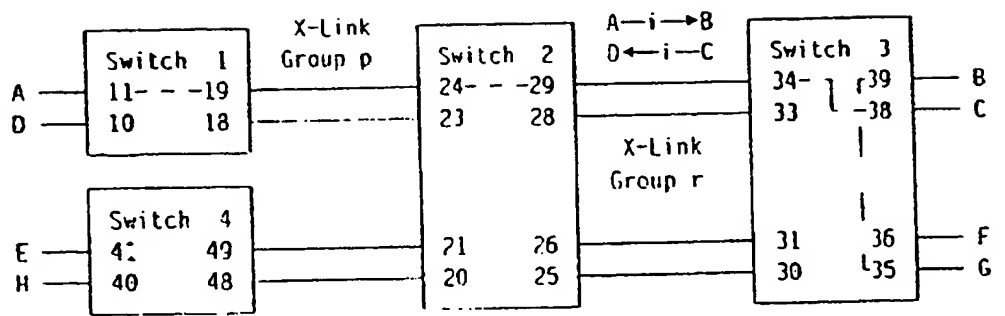 X-Link
Group p
A—i→B
D←i—C
Switch 1
11- - -19
10 18
A
D
Switch 2
24- - -29
23 28
21 26
20 25
X-Link
Group r
Switch 3
34- 39
33 -38
31 36
30 35
B
C
F
G
Switch 4
49
40 48
E
H